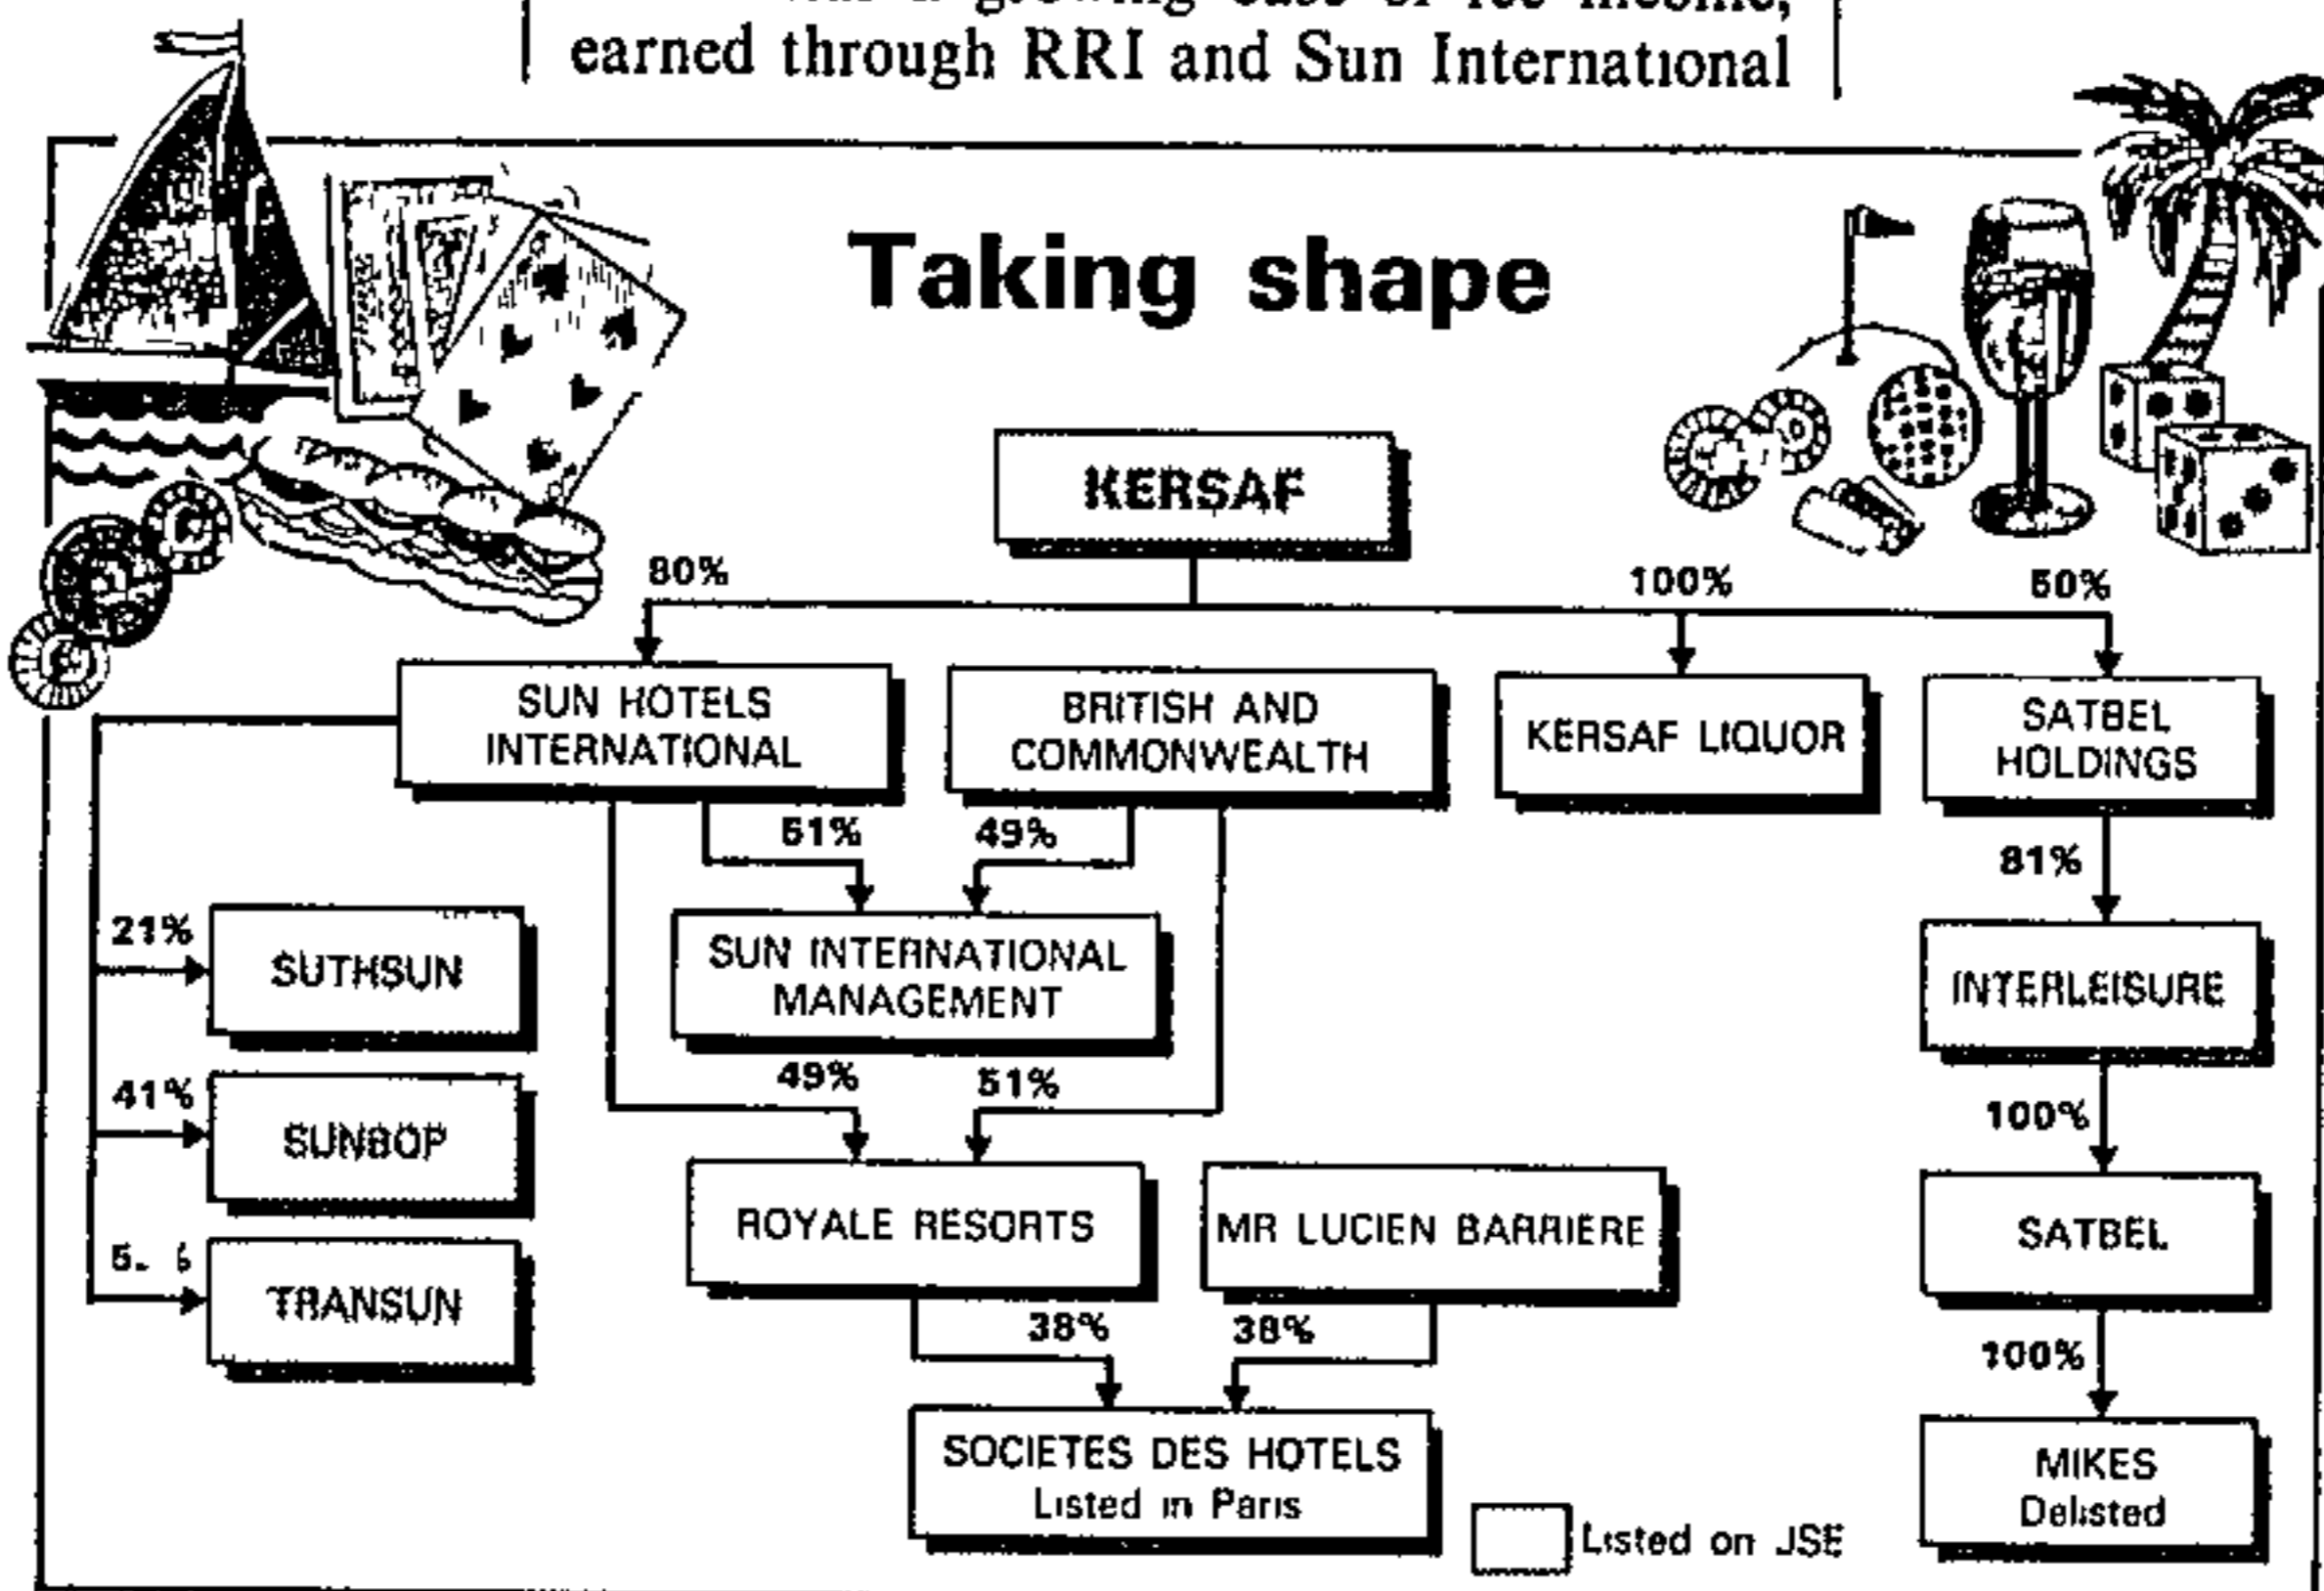 earned through RRI and Sun International
Taking shape
KERSAF
80%
100%
50%
SUN HOTELS
INTERNATIONAL
BRITISH AND
COMMONWEALTH
KERSAF LIQUOR
SATBEL
HOLDINGS
51%
49%
81%
21%
SUTHSUN
SUN INTERNATIONAL
MANAGEMENT
INTERLEISURE
41%
SUNBOP
49%
51%
100%
TRANSUN
ROYALE RESORTS
MR LUCIEN BARRIERE
SATBEL
38%
38%
100%
SOCIETES DES HOTELS
Listed in Paris
MIKES
Delisted
Listed on JSE